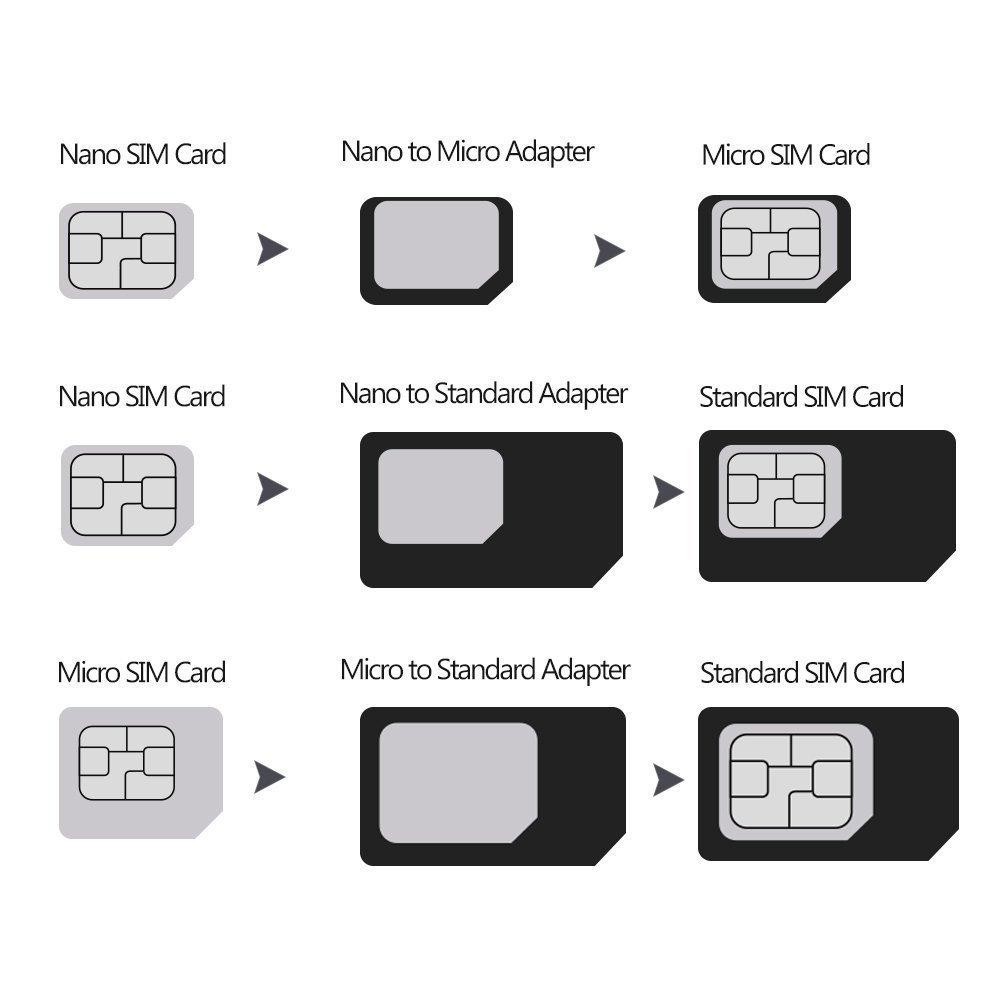 Nano SIM Card
Nano to Micro Adapter
Micro SIM Card
Nano SIM Card
Nano to Standard Adapter
Standard SIM Card
Micro SIM Card
Micro to Standard Adapter
Standard SIM Card